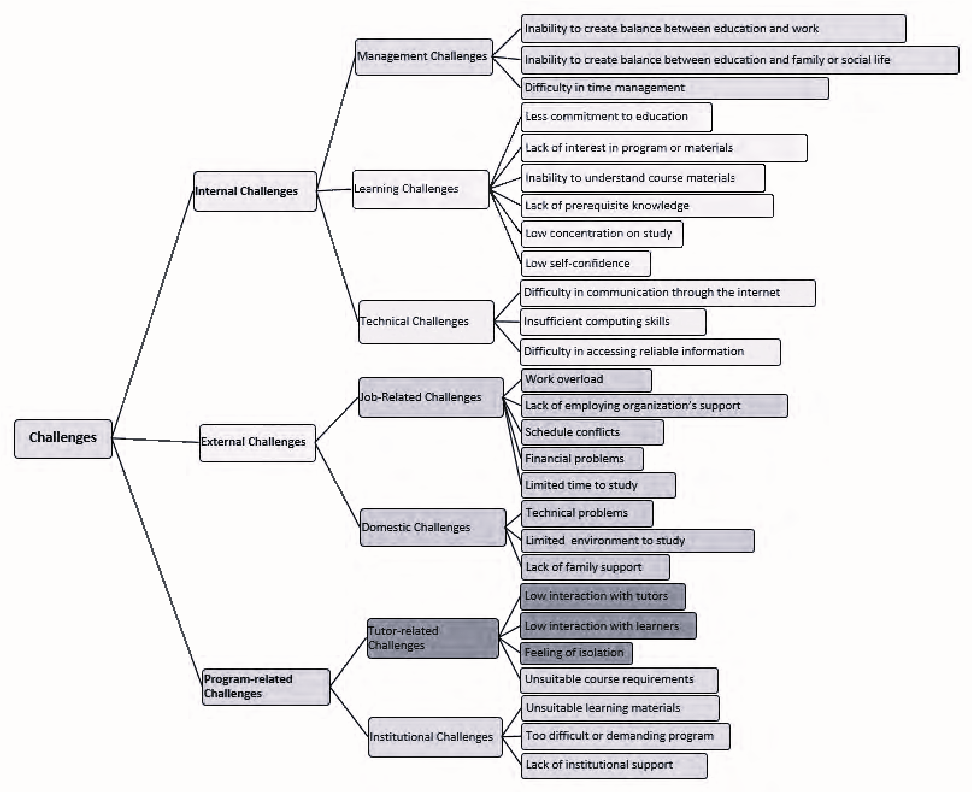 Challenges
Internal Challenges
Management Challenges
Inability to create balance between education and work
Inability to create balance between education and family or social life
Difficulty in time management
Learning Challenges
Less commitment to education
Lack of interest in program or materials
Inability to understand course materials
Lack of prerequisite knowledge
Low concentration on study
Low self-confidence
Technical Challenges
Difficulty in communication through the internet
Insufficient computing skills
Difficulty in accessing reliable information
External Challenges
Job-Related Challenges
Work overload
Lack of employing organization's support
Schedule conflicts
Financial problems
Limited time to study
Domestic Challenges
Technical problems
Limited environment to study
Lack of family support
Program-related
Challenges
Tutor-related
Challenges
Low interaction with tutors
Low interaction with learners
Feeling of isolation
Unsuitable course requirements
Institutional Challenges
Unsuitable learning materials
Too difficult or demanding program
Lack of institutional support